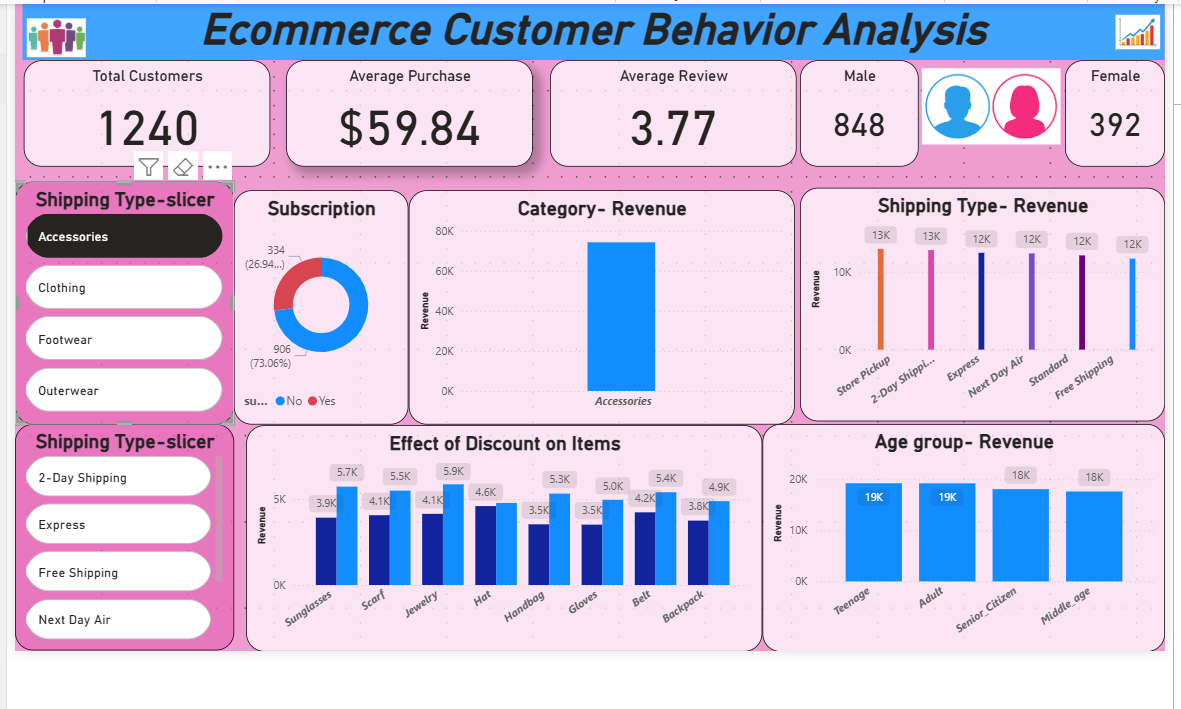 Ecommerce Customer Behavior Analysis
Total Customers
1240
Average Purchase
$59.84
Average Review
3.77
Male
848
Female
392
Shipping Type-slicer
Accessories
Clothing
Footwear
Outerwear
Subscription
334
(26.94...)
906
(73.06%)
su...
No
Yes
Category- Revenue
Revenue
80K
60K
40K
20K
0K
Accessories
Shipping Type- Revenue
Revenue
10K
0K
13K
13K
12K
12K
12K
12K
Store Pickup
2-Day Shippi...
Express
Next Day Air
Standard
Free Shipping
Shipping Type-slicer
2-Day Shipping
Express
Free Shipping
Next Day Air
Effect of Discount on Items
Revenue
5K
0K
3.9K
5.7K
4.1K
5.5K
4.1K
5.9K
4.6K
3.5K
5.3K
3.5K
5.0K
4.2K
5.4K
3.8K
4.9K
Sunglasses
Scarf
Jewelry
Hat
Handbag
Gloves
Belt
Backpack
Age group- Revenue
Revenue
20K
10K
0K
19K
19K
18K
18K
Teenage
Adult
Senior_Citizen
Middle_age